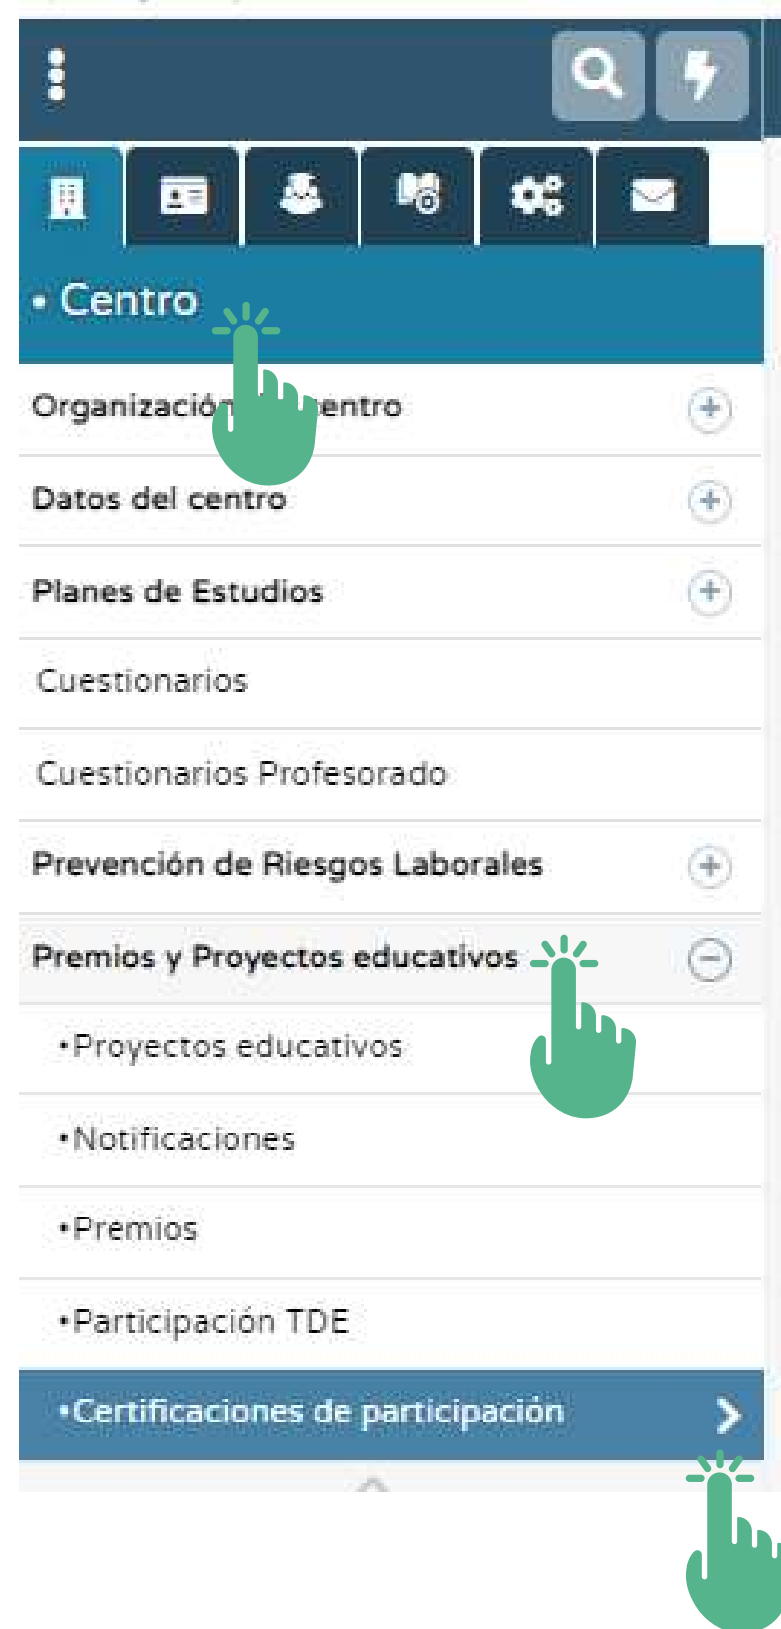 • Centro
Organización centro
Datos del centro
Planes de Estudios
Cuestionarios
Cuestionarios Profesorado
Prevención de Riesgos Laborales
Premios y Proyectos educativos
•Proyectos educativos
•Notificaciones
•Premios
•Participación TDE
•Certificaciones de participación